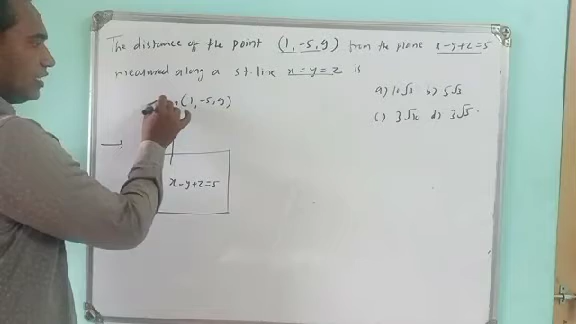 The distance of the point (1, -5, 9) from the plane x-y+z=5
measured along a st.line x=y=z is
a) 10√3 b) 5√3
(1, -5, 9)
c) 3√10 d) 3√5
x-y+z=5